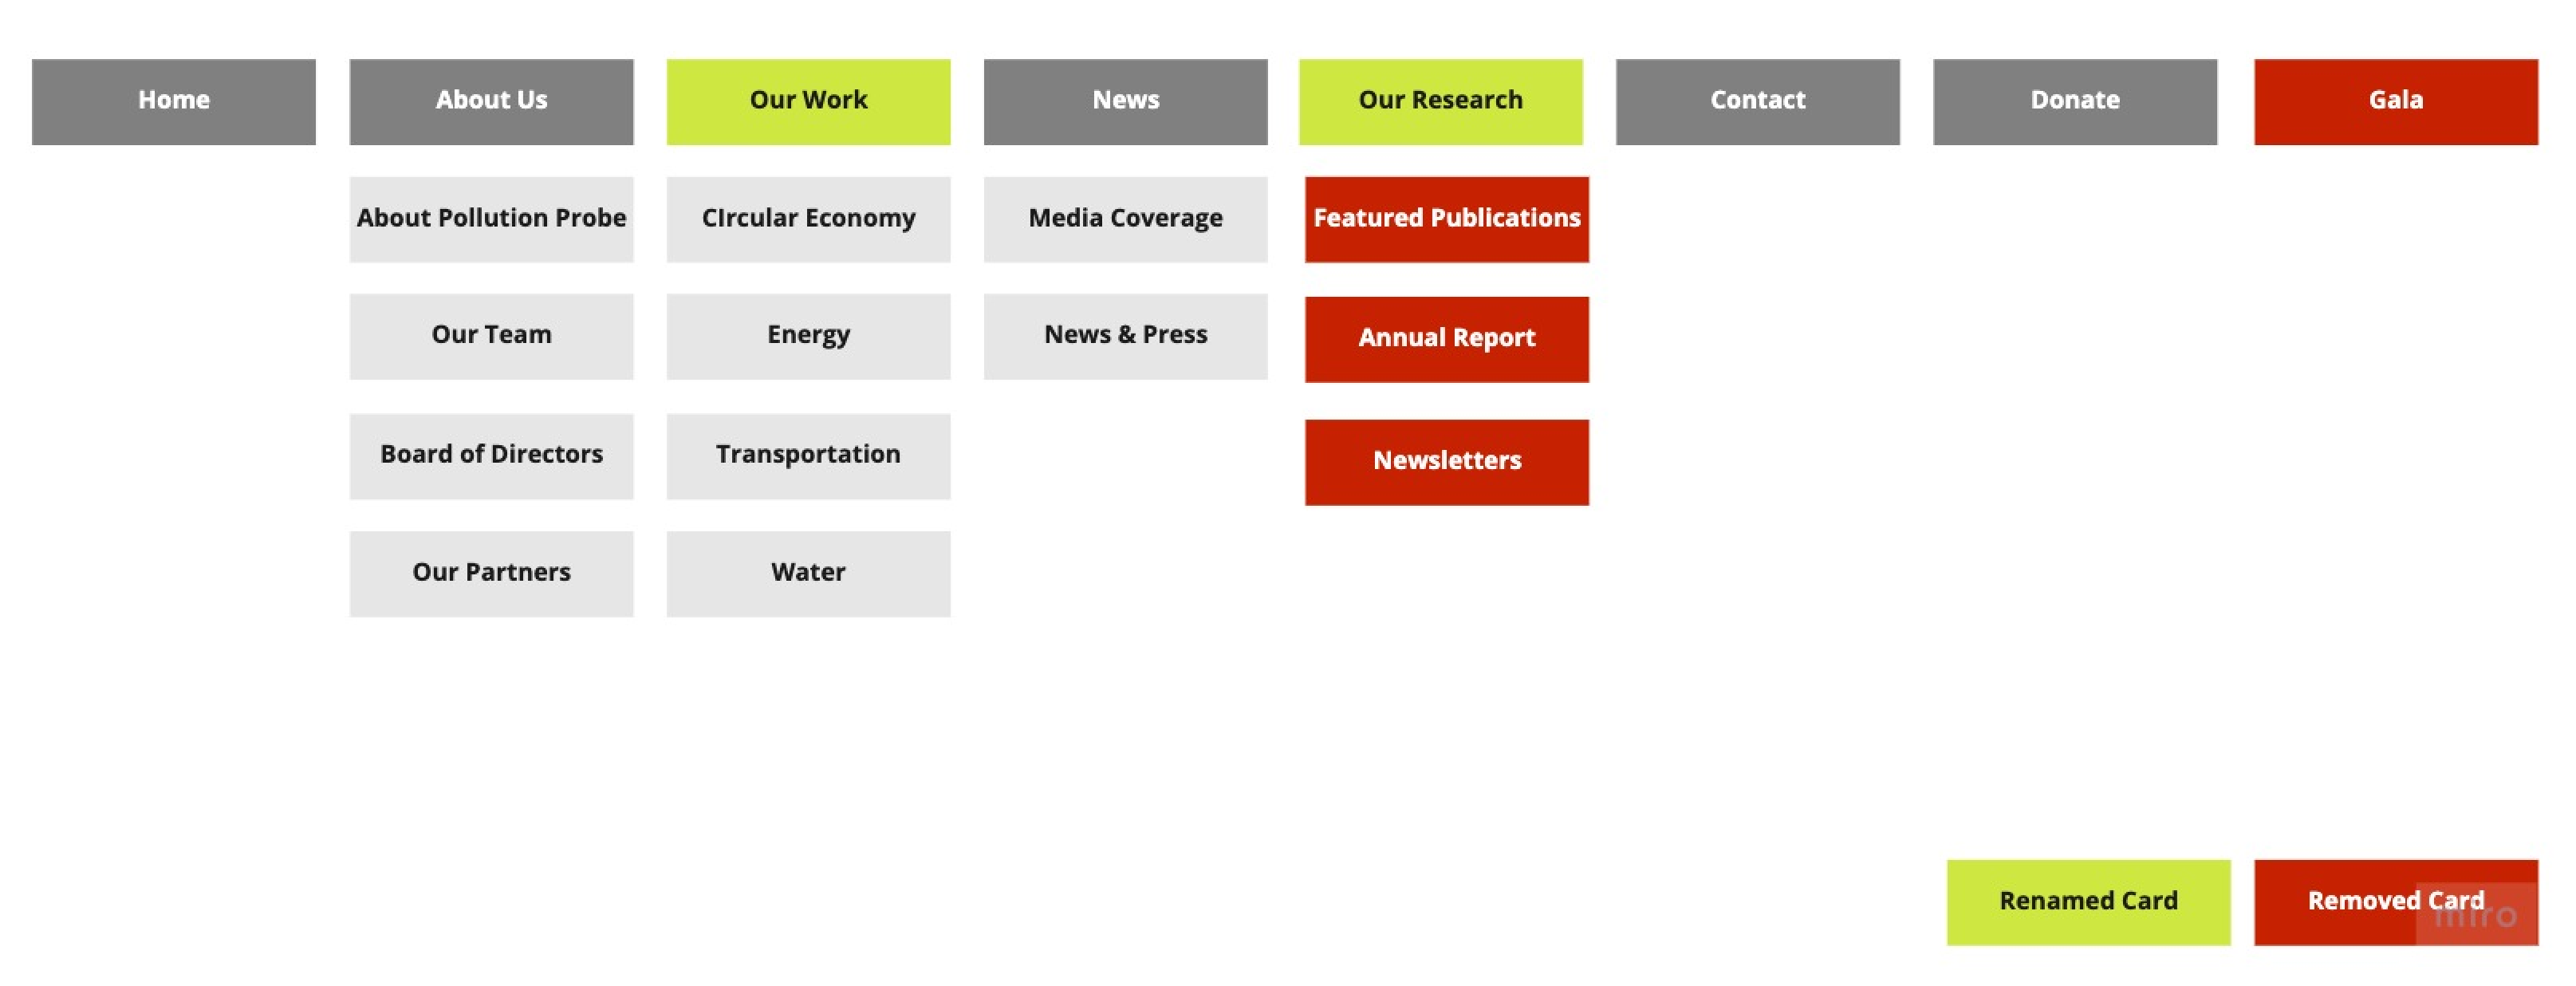 Home
About Us
Our Work
News
Our Research
Contact
Donate
Gala
About Pollution Probe
CIrcular Economy
Media Coverage
Featured Publications
Our Team
Energy
News & Press
Annual Report
Board of Directors
Transportation
Newsletters
Our Partners
Water
Renamed Card
Removed Card
miro